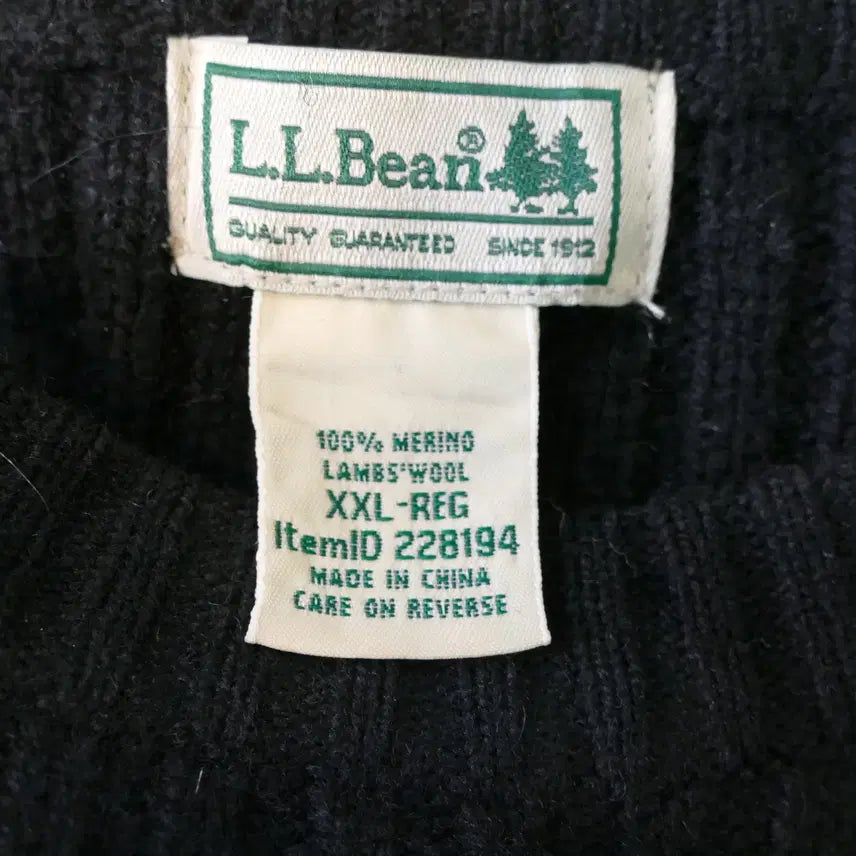 L.L.Bean®
QUALITY GUARANTEED SINCE 1912
100% MERINO
LAMBS'WOOL
XXL-REG
ItemID 228194
MADE IN CHINA
CARE ON REVERSE